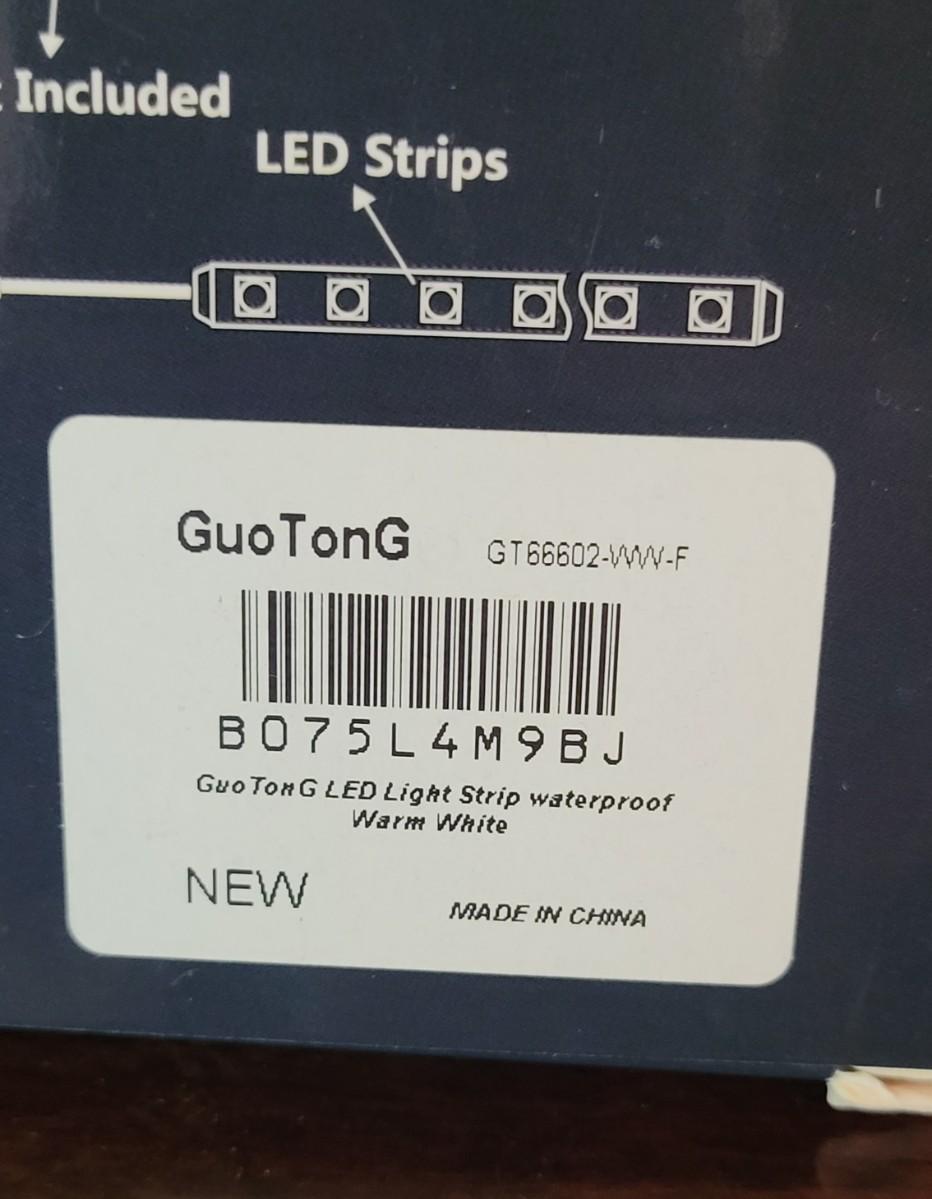 Included
LED Strips
GuoTonG
GT66602-WW-F
B075L4M9BJ
GuoTonG LED Light Strip waterproof
Warm White
NEW
MADE IN CHINA